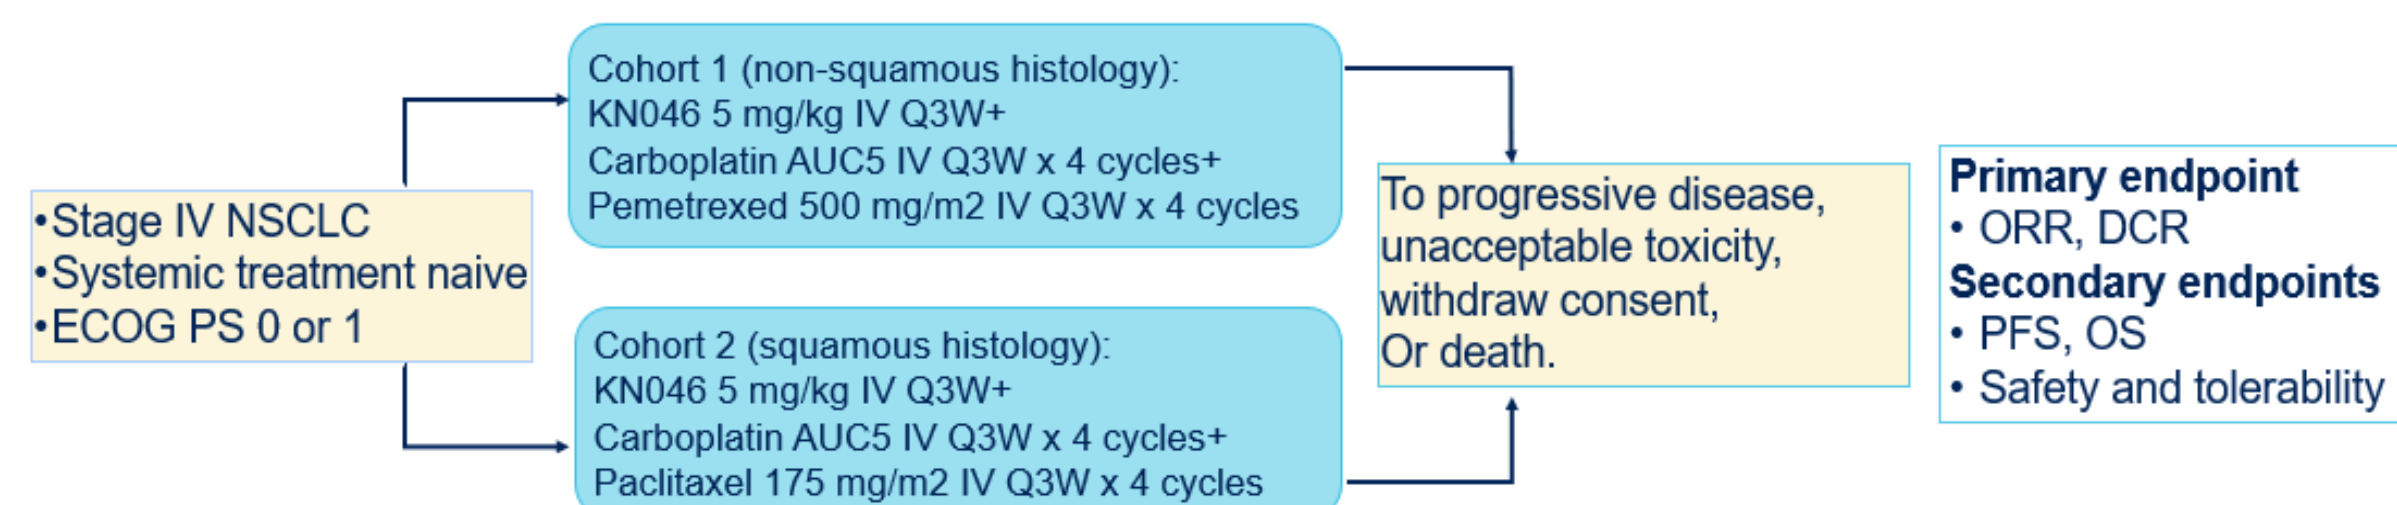 •Stage IV NSCLC
•Systemic treatment naive
•ECOG PS 0 or 1
Cohort 1 (non-squamous histology):
KN046 5 mg/kg IV Q3W+
Carboplatin AUC5 IV Q3W x 4 cycles+
Pemetrexed 500 mg/m2 IV Q3W x 4 cycles
Cohort 2 (squamous histology):
KN046 5 mg/kg IV Q3W+
Carboplatin AUC5 IV Q3W x 4 cycles+
Paclitaxel 175 mg/m2 IV Q3W x 4 cycles
To progressive disease,
unacceptable toxicity,
withdraw consent,
Or death.
Primary endpoint
• ORR, DCR
Secondary endpoints
• PFS, OS
• Safety and tolerability